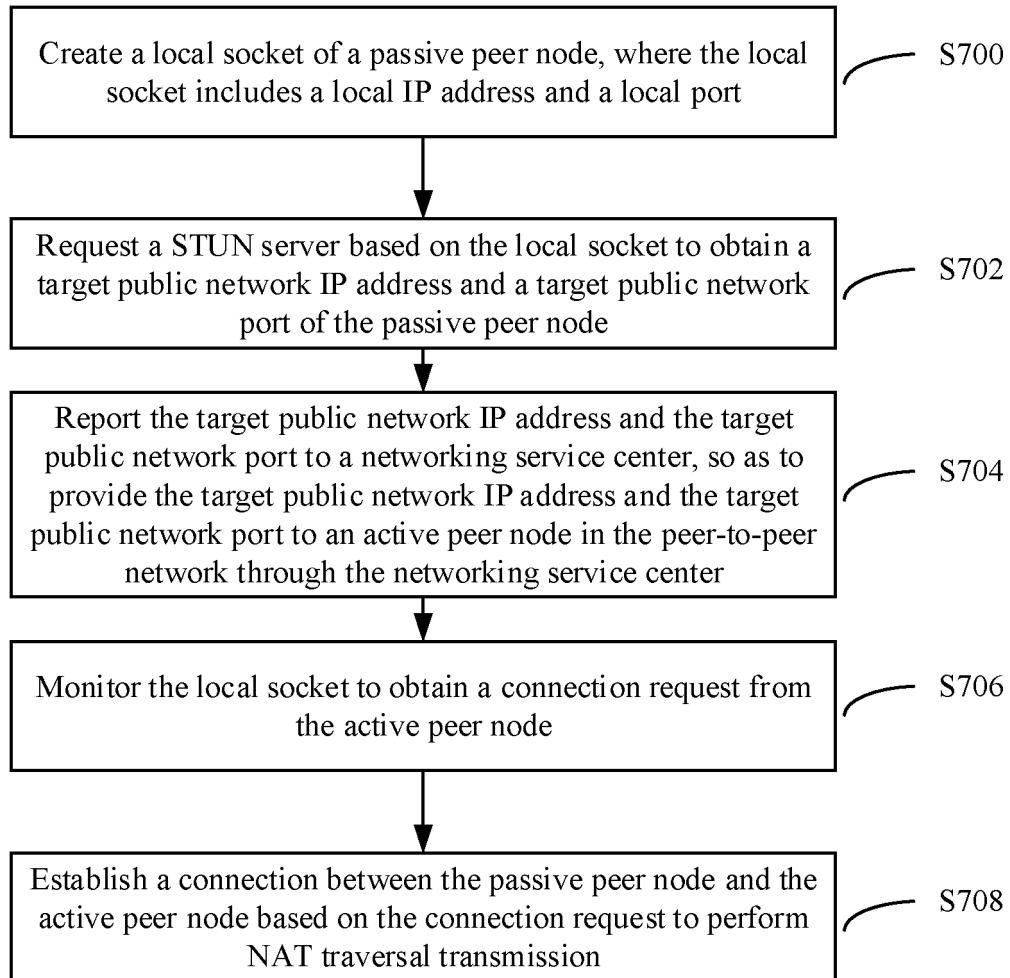 Create a local socket of a passive peer node, where the local
socket includes a local IP address and a local port
S700
Request a STUN server based on the local socket to obtain a
target public network IP address and a target public network
port of the passive peer node
S702
Report the target public network IP address and the target
public network port to a networking service center, so as to
provide the target public network IP address and the target
public network port to an active peer node in the peer-to-peer
network through the networking service center
S704
Monitor the local socket to obtain a connection request from
the active peer node
S706
Establish a connection between the passive peer node and the
active peer node based on the connection request to perform
NAT traversal transmission
S708